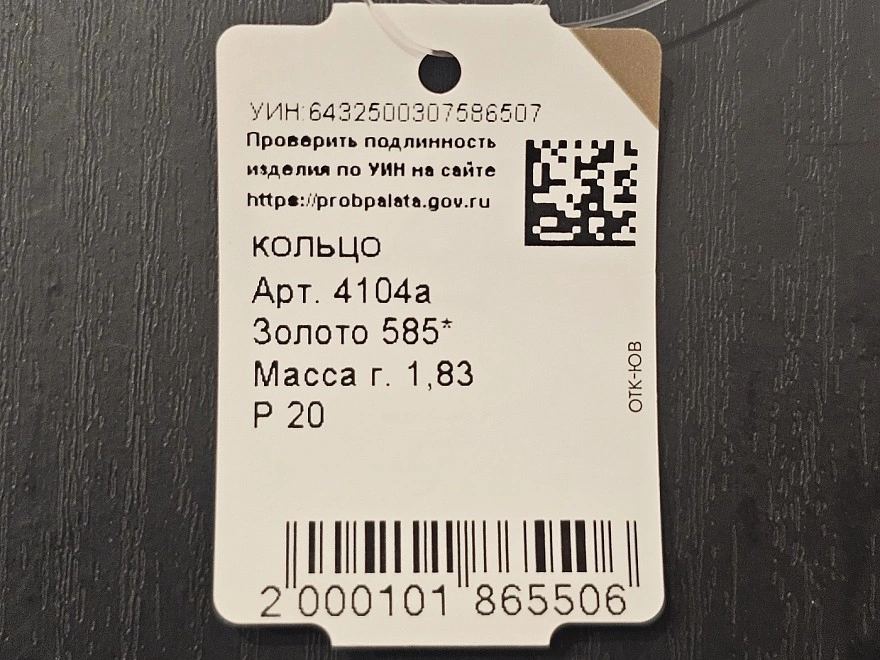 УИН:6432500307586507
Проверить подлинность
изделия по УИН на сайте
https://probpalata.gov.ru
КОЛЬЦО
Арт. 4104а
Золото 585*
Масса г. 1,83
Р 20
ОТК-ЮВ
2 000101 865506